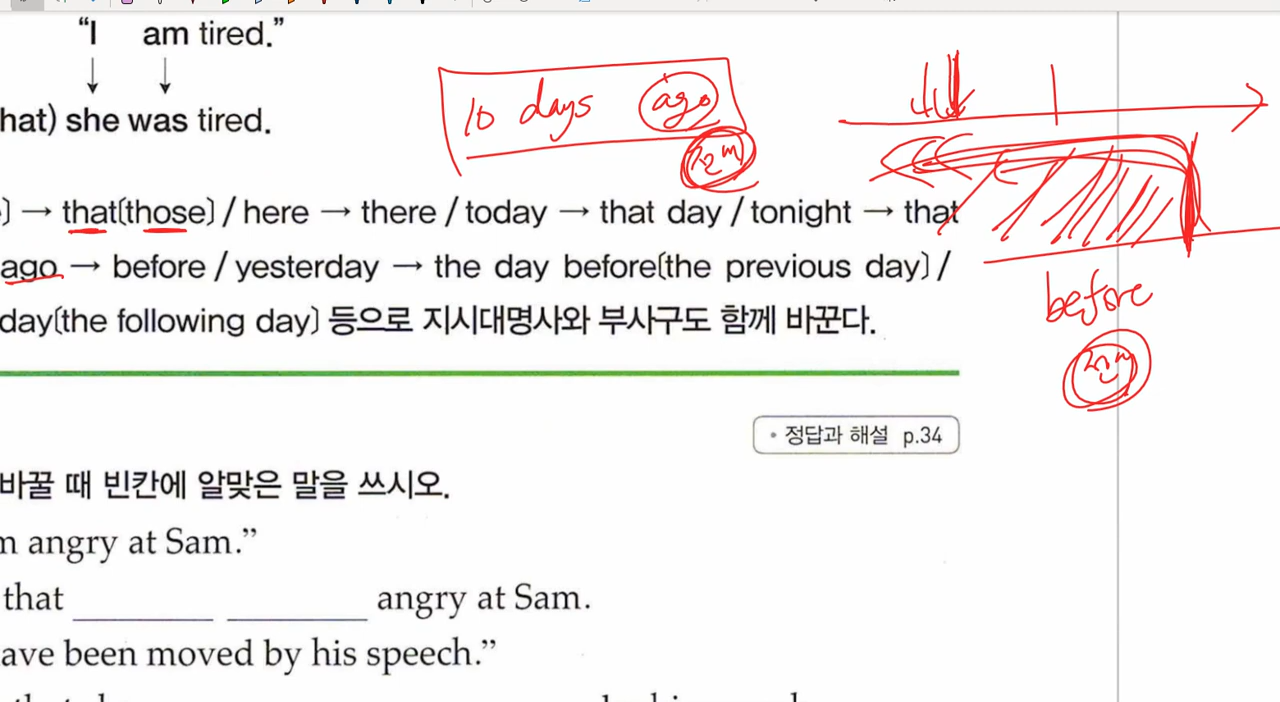 “I am tired.”
hat) she was tired.
10 days ago
전에
] → that(those) / here → there / today → that day / tonight → that
ago → before / yesterday → the day before(the previous day) /
before
전에
day(the following day) 등으로 지시대명사와 부사구도 함께 바꾼다.
• 정답과 해설 p.34
바꿀 때 빈칸에 알맞은 말을 쓰시오.
m angry at Sam.”
that ________ ________ angry at Sam.
ave been moved by his speech.”